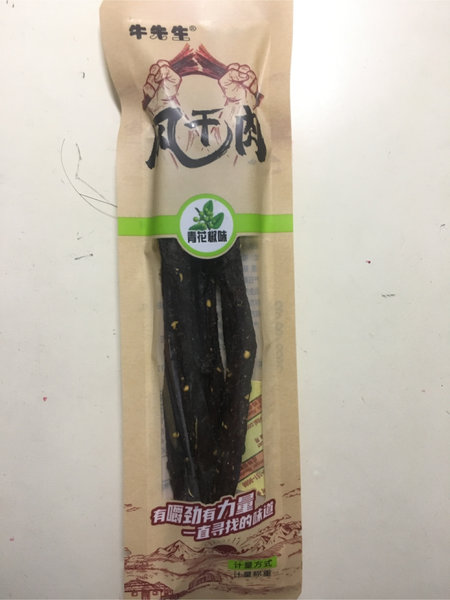 牛先生®
风干肉
青花椒味
有嚼劲有力量
一直寻找的味道
计量方式
计量称重